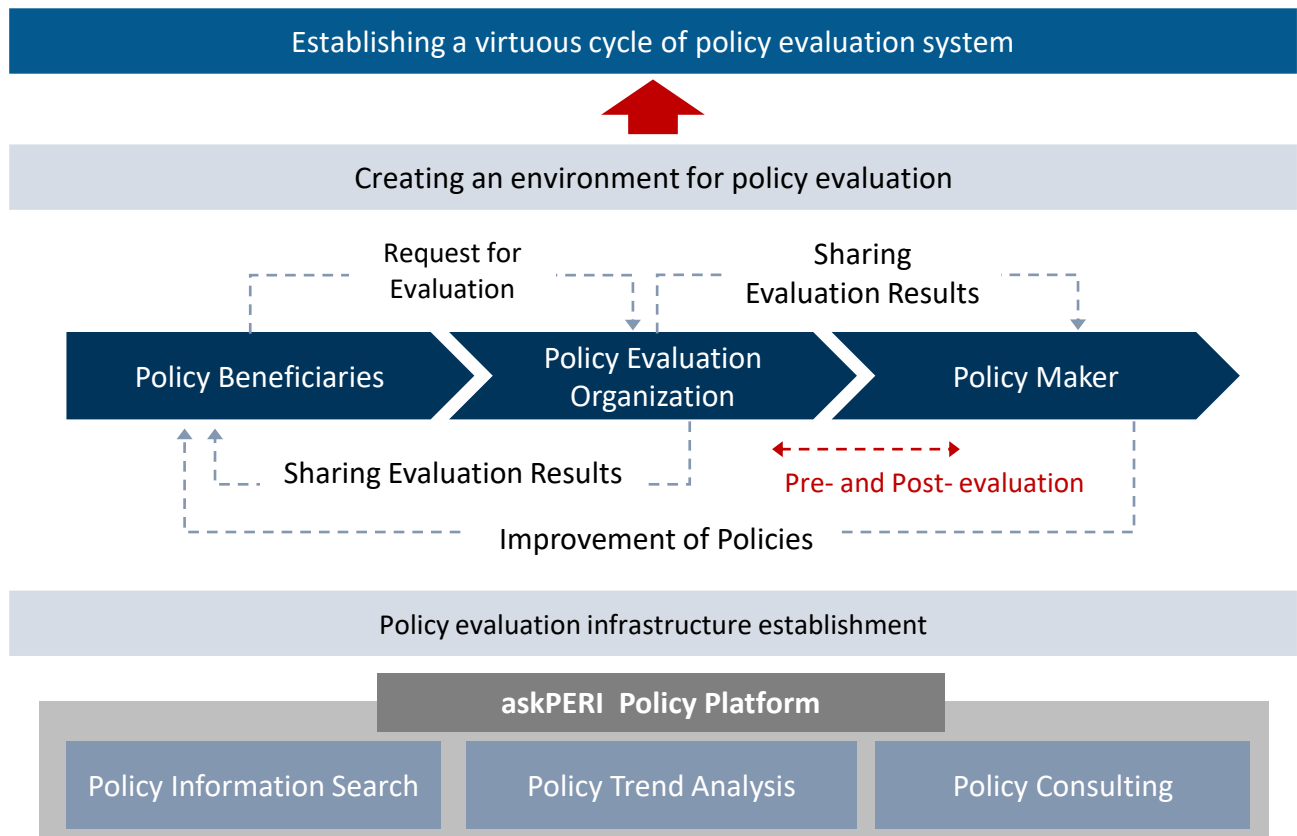 Establishing a virtuous cycle of policy evaluation system
Creating an environment for policy evaluation
Request for
Evaluation
Sharing
Evaluation Results
Policy Beneficiaries
Policy Evaluation
Organization
Policy Maker
Sharing Evaluation Results
Pre- and Post- evaluation
Improvement of Policies
Policy evaluation infrastructure establishment
askPERI Policy Platform
Policy Information Search
Policy Trend Analysis
Policy Consulting